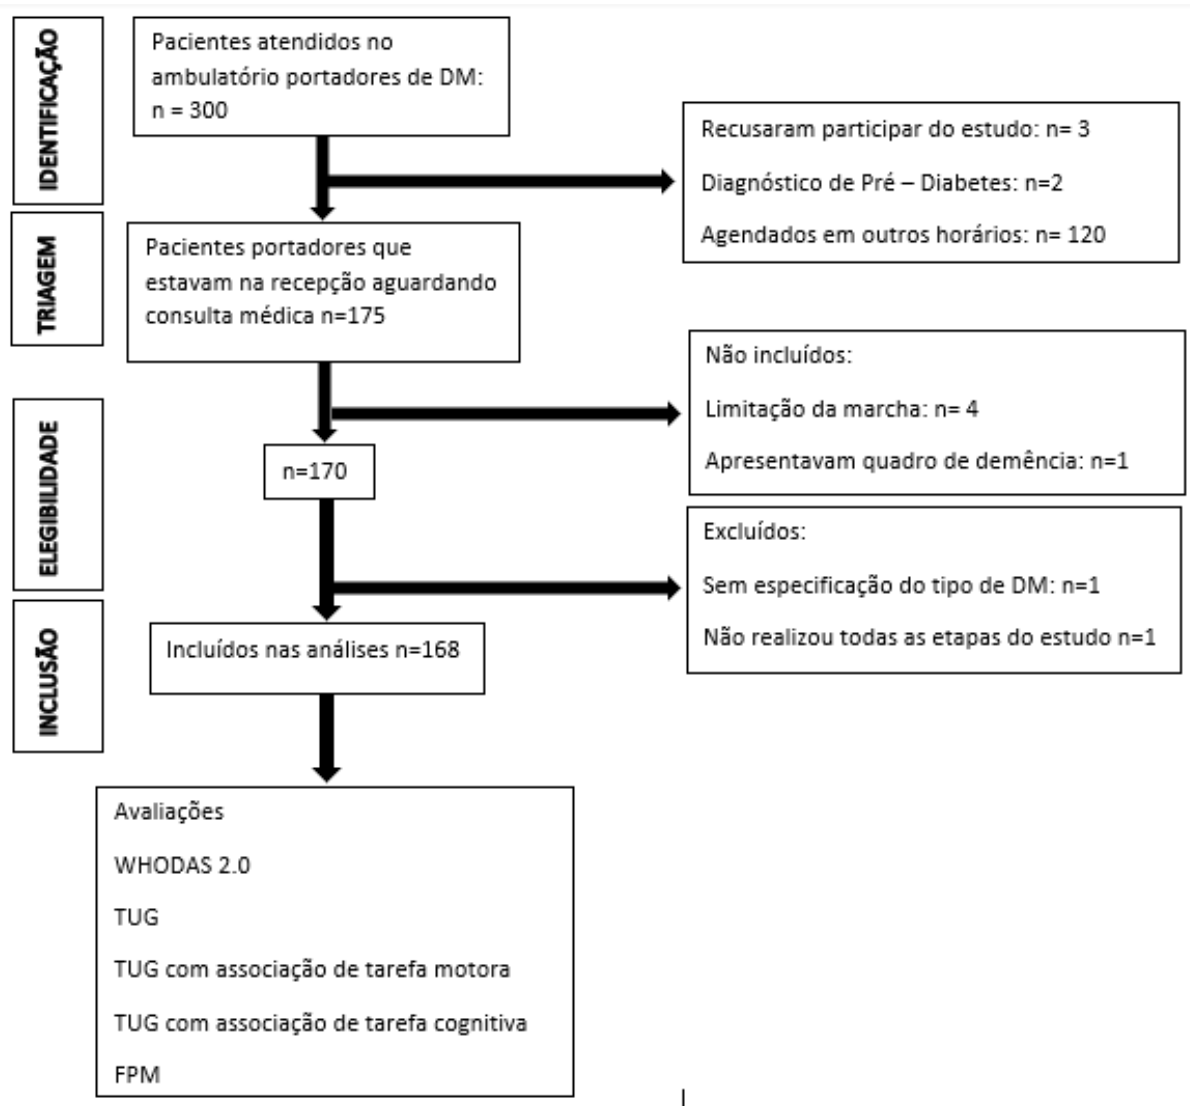 IDENTIFICAÇÃO
Pacientes atendidos no
ambulatório portadores de DM:
n = 300
Recusaram participar do estudo: n= 3
Diagnóstico de Pré – Diabetes: n=2
Agendados em outros horários: n= 120
TRIAGEM
Pacientes portadores que
estavam na recepção aguardando
consulta médica n=175
Não incluídos:
Limitação da marcha: n= 4
Apresentavam quadro de demência: n=1
ELEGIBILIDADE
n=170
Excluídos:
Sem especificação do tipo de DM: n=1
Não realizou todas as etapas do estudo n=1
INCLUSÃO
Incluídos nas análises n=168
Avaliações
WHODAS 2.0
TUG
TUG com associação de tarefa motora
TUG com associação de tarefa cognitiva
FPM